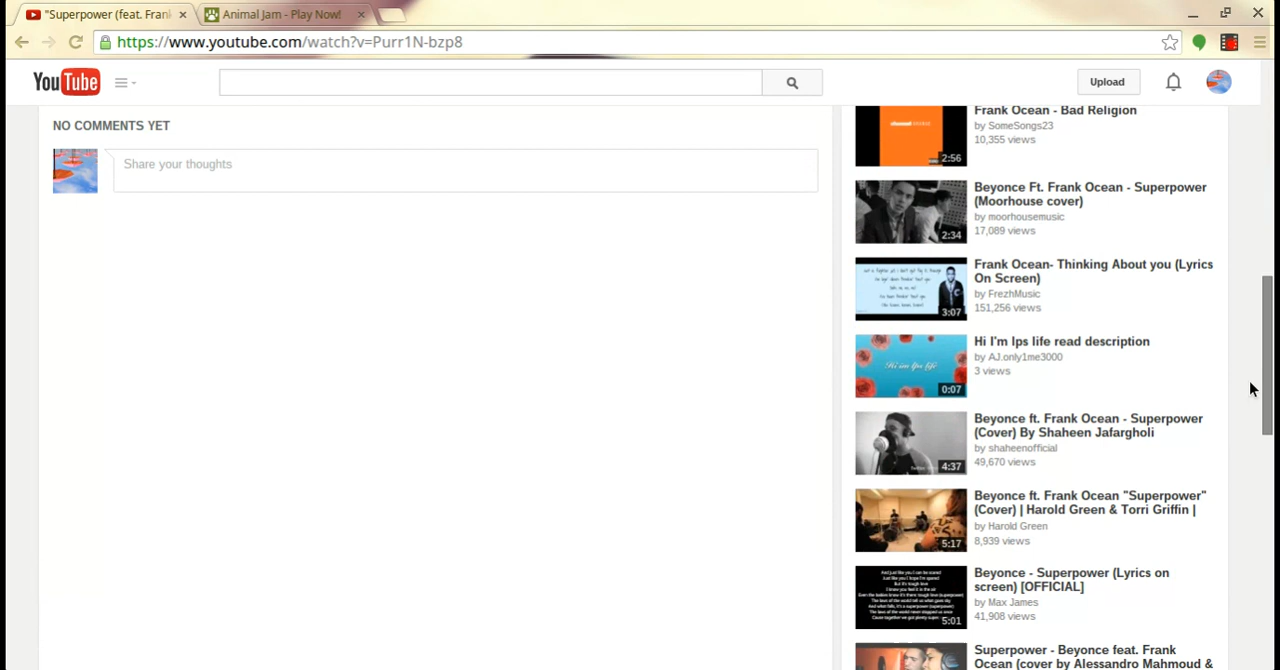 "Superpower (feat. Fran
Animal Jam - Play Now!
https://www.youtube.com/watch?v=Purr1N-bzp8
YouTube
Upload
NO COMMENTS YET
Share your thoughts
Frank Ocean - Bad Religion
by SomeSongs23
10,355 views
2:56
Beyonce Ft. Frank Ocean - Superpower
(Moorhouse cover)
by moorhousemusic
17,089 views
2:34
Frank Ocean- Thinking About you (Lyrics
On Screen)
by FrezhMusic
151,256 views
3:07
Hi I'm lps life read description
by AJ.only1me3000
3 views
Hi im lps life
0:07
Beyonce ft. Frank Ocean - Superpower
(Cover) By Shaheen Jafargholi
by shaheenofficial
49,670 views
4:37
Beyonce ft. Frank Ocean "Superpower"
(Cover) | Harold Green & Torri Griffin |
by Harold Green
8,939 views
5:17
Beyonce - Superpower (Lyrics on
screen) [OFFICIAL]
by Max James
41,908 views
5:01
Superpower - Beyonce feat. Frank
Ocean (cover by Alessandro Mahmoud &